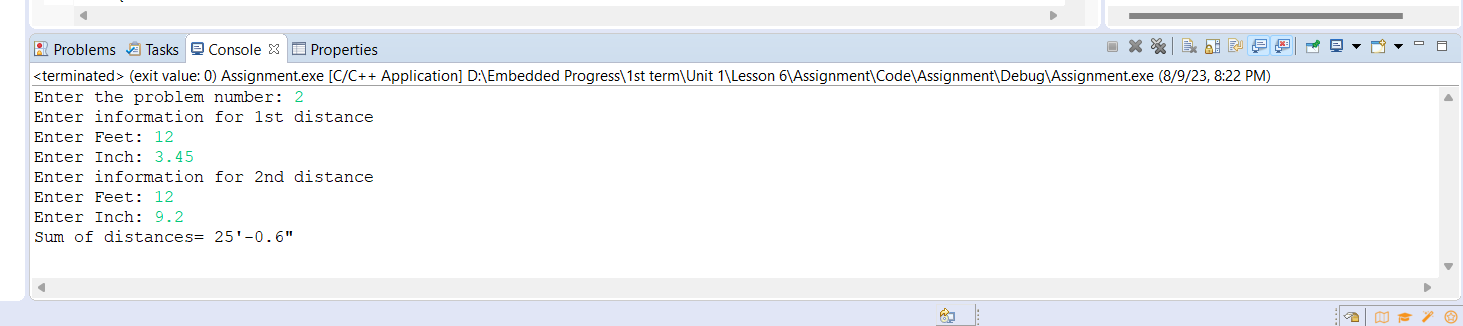 Problems Tasks Console Properties
<terminated> (exit value: 0) Assignment.exe [C/C++ Application] D:\Embedded Progress\1st term\Unit 1\Lesson 6\Assignment\Code\Assignment\Debug\Assignment.exe (8/9/23, 8:22 PM)
Enter the problem number: 2
Enter information for 1st distance
Enter Feet: 12
Enter Inch: 3.45
Enter information for 2nd distance
Enter Feet: 12
Enter Inch: 9.2
Sum of distances= 25'-0.6"